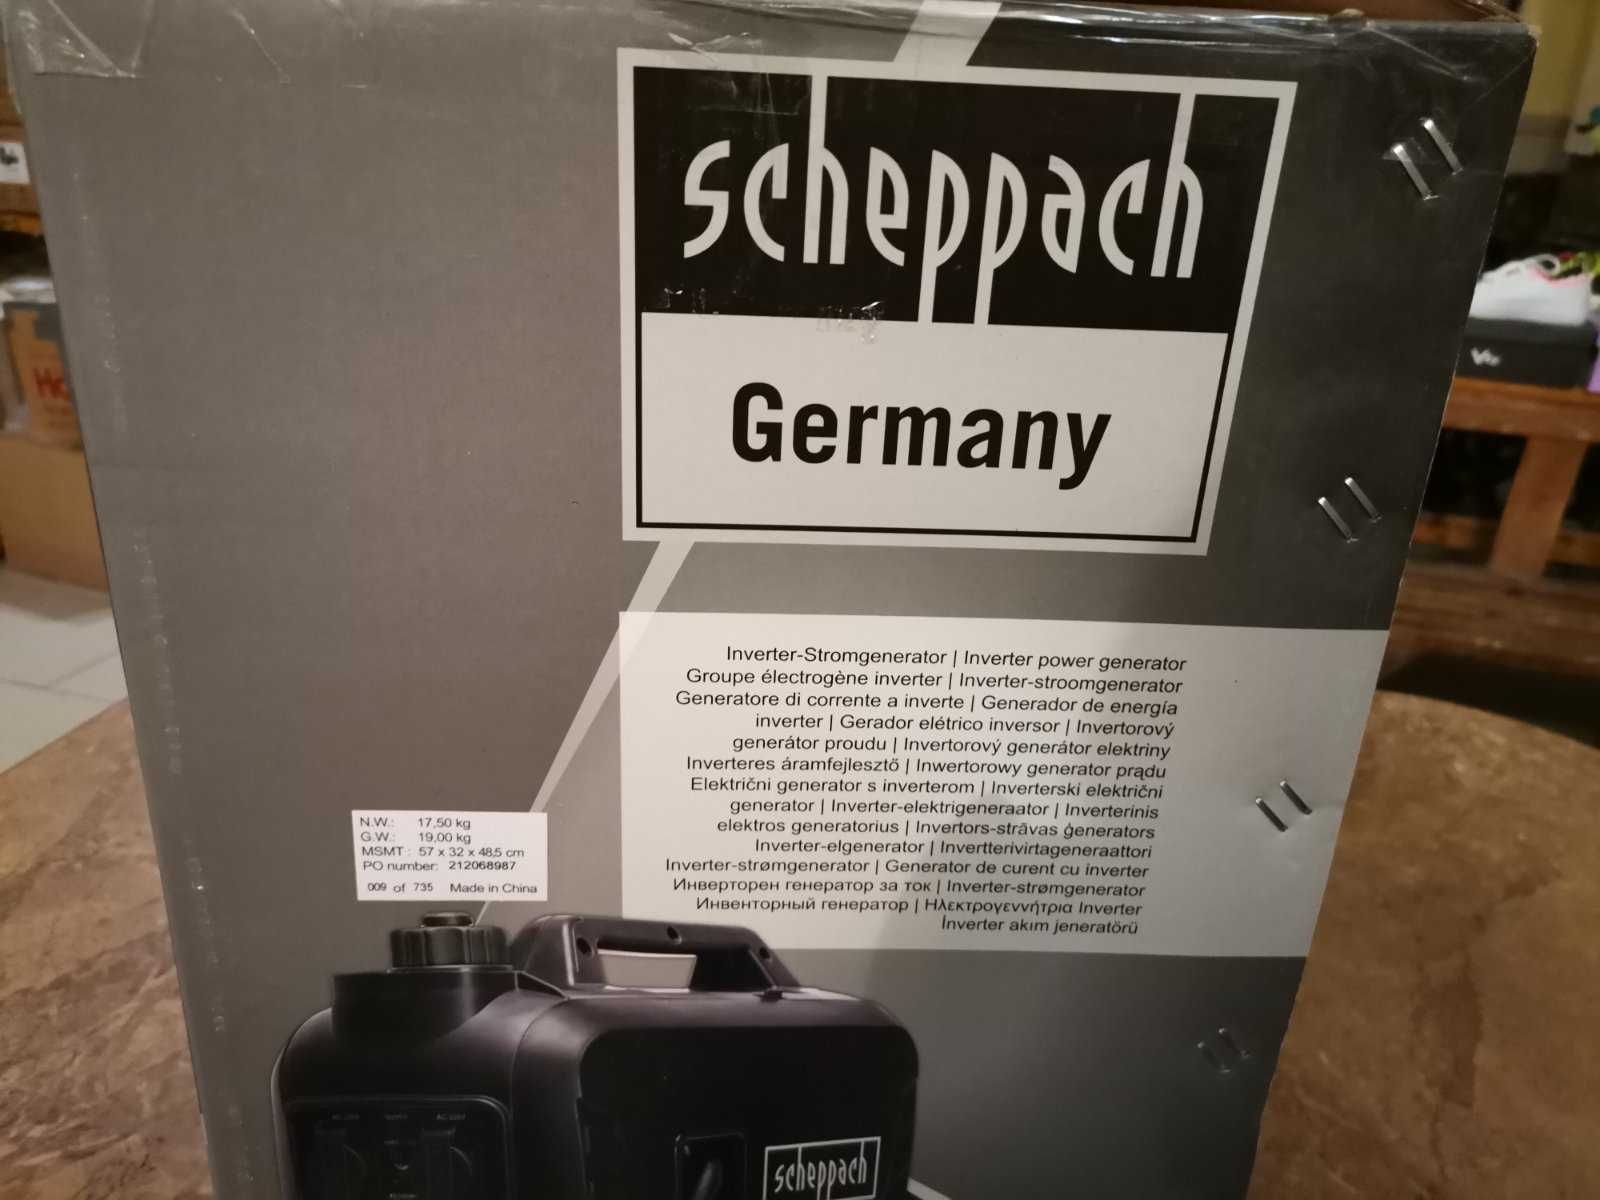 scheppach
Germany
Inverter-Stromgenerator | Inverter power generator
Groupe électrogène inverter | Inverter-stroomgenerator
Generatore di corrente a inverte | Generador de energía
inverter | Gerador elétrico inversor | Invertorový
generátor proudu | Invertorový generátor elektriny
Inverteres áramfejlesztő | Inwertorowy generator prądu
Električni generator s inverterom | Inverterski električni
generator | Inverter-elektrigeneraator | Inverterinis
elektros generatorius | Invertors-strāvas ģenerators
Inverter-elgenerator | Invertterivirtageneraattori
Inverter-strømgenerator | Generator de curent cu inverter
Инверторен генератор за ток | Inverter-strømgenerator
Инвенторный генератор | Ηλεκτρογεννήτρια Inverter
İnverter akım jeneratörü
N.W.: 17,50 kg
G.W.: 19,00 kg
MSMT : 57 x 32 x 48,5 cm
PO number: 212068987
009 of 735 Made in China
scheppach